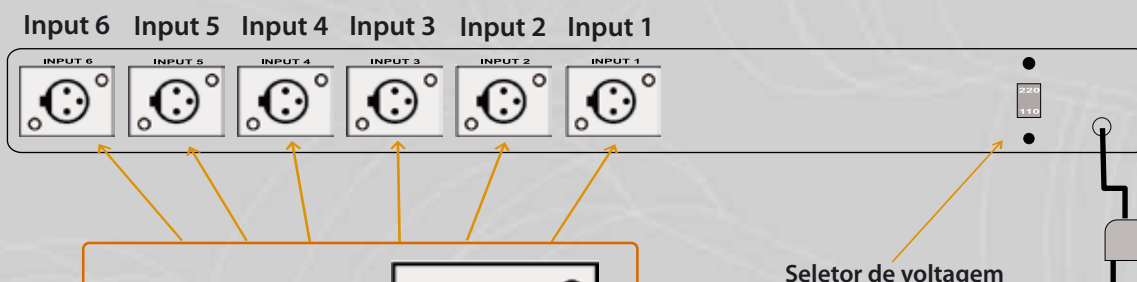 Input 6 Input 5 Input 4 Input 3 Input 2 Input 1
INPUT 6 INPUT 5 INPUT 4 INPUT 3 INPUT 2 INPUT 1
220
110
Seletor de voltagem